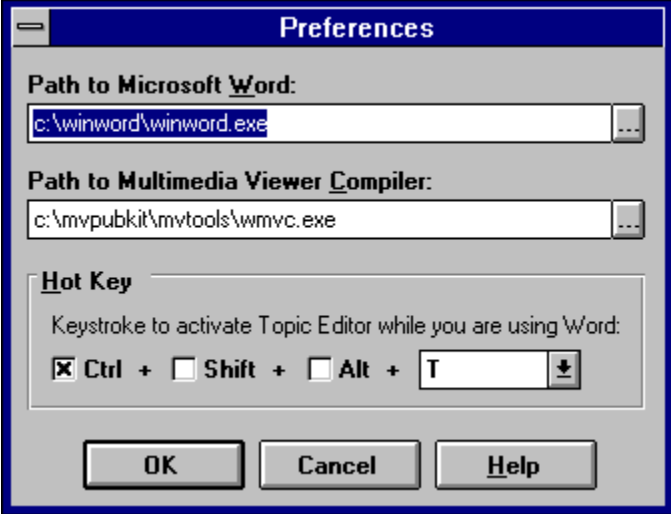 Preferences
Path to Microsoft Word:
c:\winword\winword.exe
...
Path to Multimedia Viewer Compiler:
c:\mvpubkit\mvtools\wmvc.exe
...
Hot Key
Keystroke to activate Topic Editor while you are using Word:
Ctrl + Shift + Alt + T
OK Cancel Help